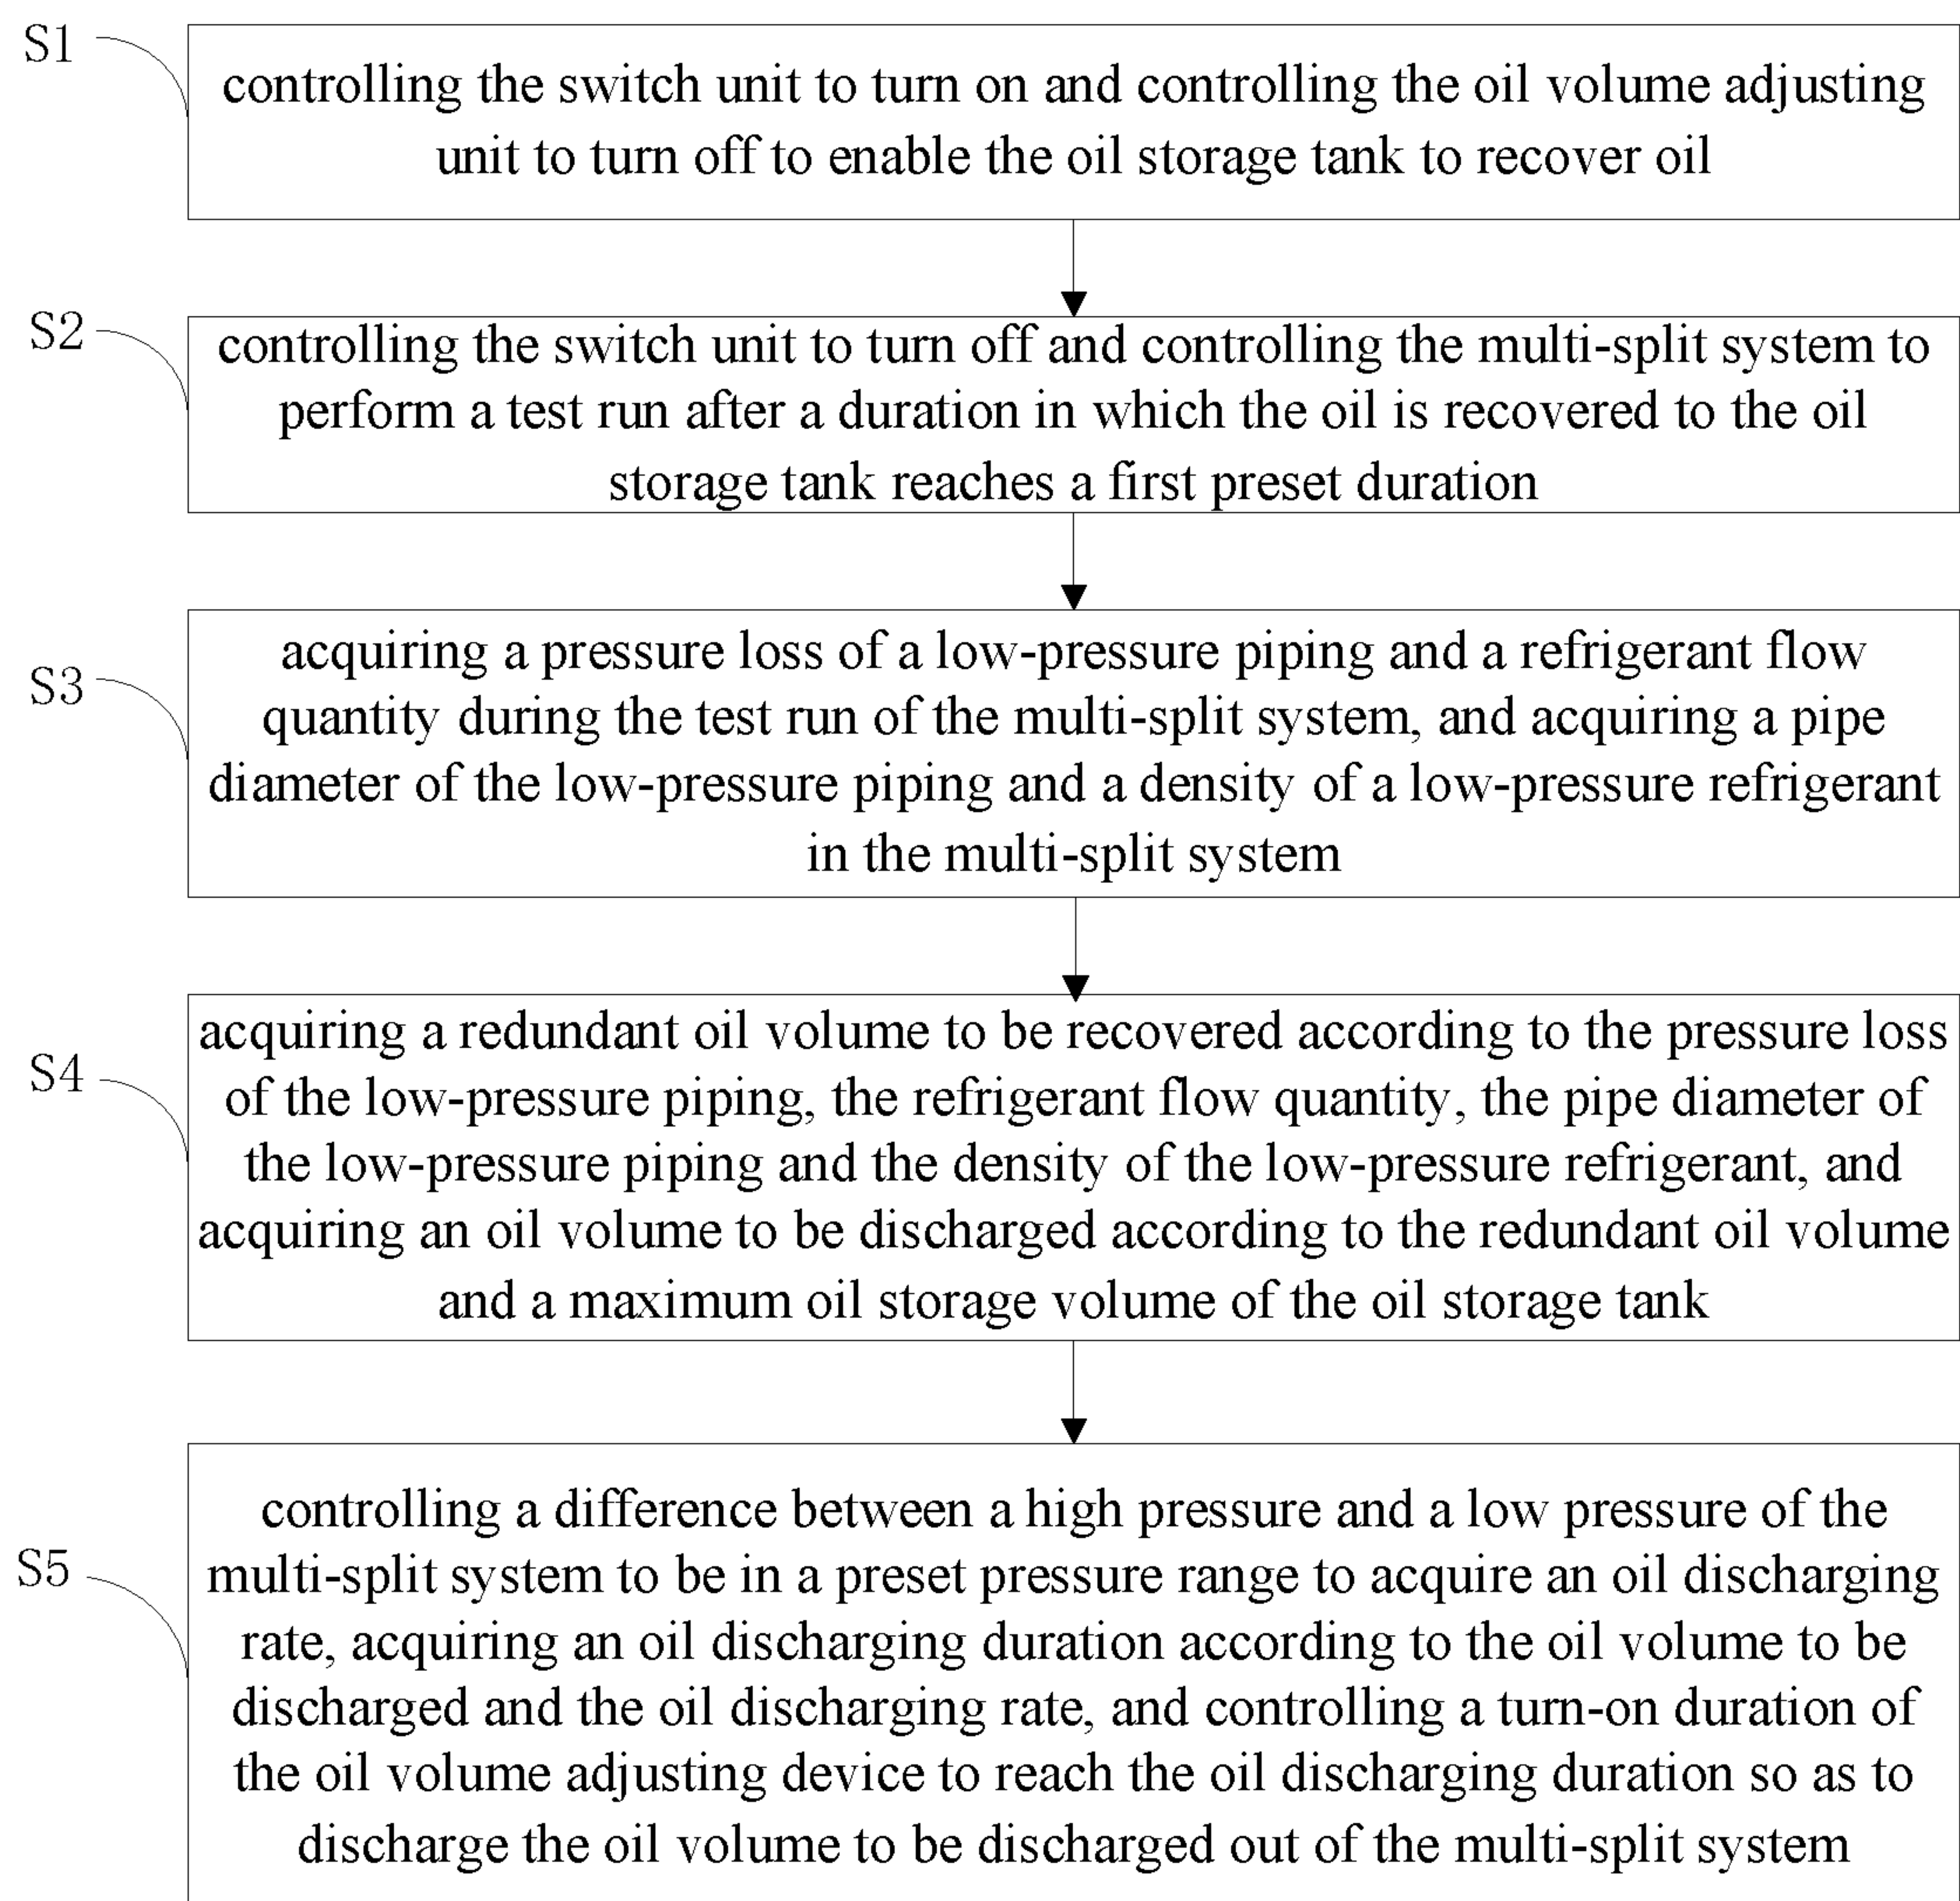 S1
controlling the switch unit to turn on and controlling the oil volume adjusting
unit to turn off to enable the oil storage tank to recover oil
S2
controlling the switch unit to turn off and controlling the multi-split system to
perform a test run after a duration in which the oil is recovered to the oil
storage tank reaches a first preset duration
S3
acquiring a pressure loss of a low-pressure piping and a refrigerant flow
quantity during the test run of the multi-split system, and acquiring a pipe
diameter of the low-pressure piping and a density of a low-pressure refrigerant
in the multi-split system
S4
acquiring a redundant oil volume to be recovered according to the pressure loss
of the low-pressure piping, the refrigerant flow quantity, the pipe diameter of
the low-pressure piping and the density of the low-pressure refrigerant, and
acquiring an oil volume to be discharged according to the redundant oil volume
and a maximum oil storage volume of the oil storage tank
S5
controlling a difference between a high pressure and a low pressure of the
multi-split system to be in a preset pressure range to acquire an oil discharging
rate, acquiring an oil discharging duration according to the oil volume to be
discharged and the oil discharging rate, and controlling a turn-on duration of
the oil volume adjusting device to reach the oil discharging duration so as to
discharge the oil volume to be discharged out of the multi-split system